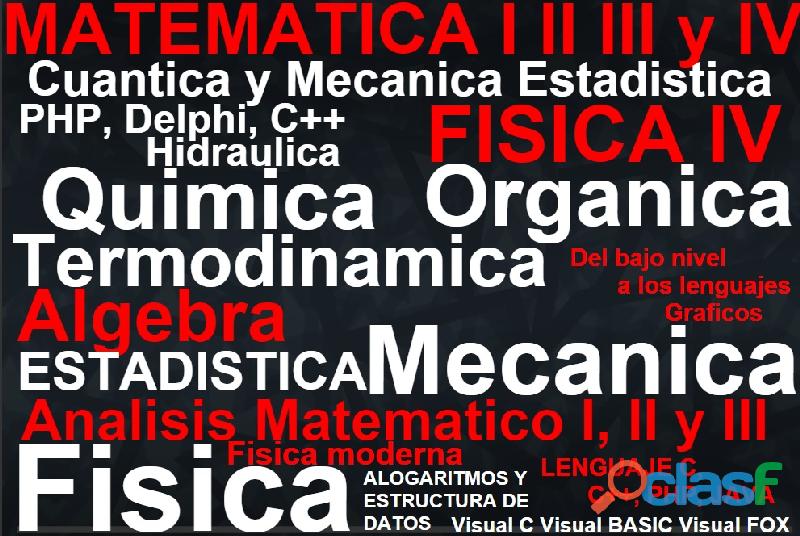 MATEMATICA I II III y IV
Cuantica y Mecanica Estadistica
PHP, Delphi, C++
FISICA IV
Hidraulica
Quimica Organica
Termodinamica
Del bajo nivel
a los lenguajes
Graficos
Algebra
ESTADISTICA
Mecanica
Analisis Matematico I, II y III
Fisica moderna
Fisica
ALOGARITMOS Y
ESTRUCTURA DE
DATOS
LENGUAJE C
clasf
Visual C Visual BASIC Visual FOX